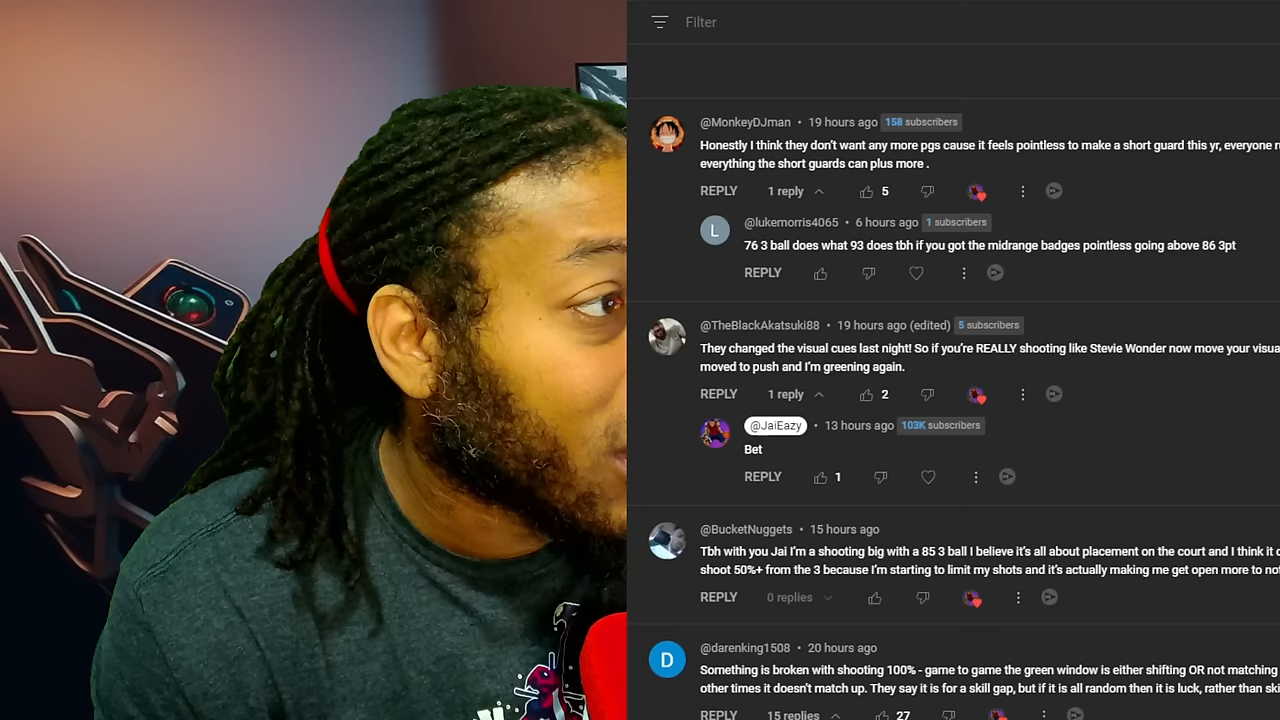 Filter
@MonkeyDJman • 19 hours ago 158 subscribers
Honestly I think they don't want any more pgs cause it feels pointless to make a short guard this yr, everyone
everything the short guards can plus more .
REPLY 1 reply 5
L
@lukemorris4065 • 6 hours ago 1 subscribers
76 3 ball does what 93 does tbh if you got the midrange badges pointless going above 86 3pt
REPLY
@TheBlackAkatsuki88 • 19 hours ago (edited) 5 subscribers
They changed the visual cues last night! So if you're REALLY shooting like Stevie Wonder now move your
moved to push and I'm greening again.
REPLY 1 reply 2
@JaiEazy • 13 hours ago 103K subscribers
Bet
REPLY 1
@BucketNuggets • 15 hours ago
Tbh with you Jai I'm a shooting big with a 85 3 ball I believe it's all about placement on the court and I think it
shoot 50%+ from the 3 because I'm starting to limit my shots and it's actually making me get open more to
REPLY 0 replies
D
@darenking1508 • 20 hours ago
Something is broken with shooting 100% - game to game the green window is either shifting OR not matching
other times it doesn't match up. They say it is for a skill gap, but if it is all random then it is luck, rather than
REPLY 15 replies 27